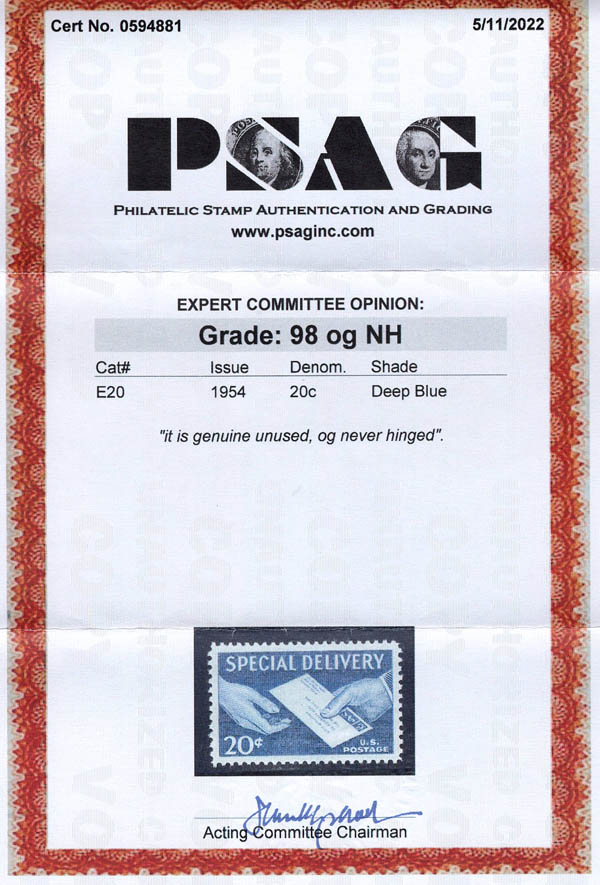 Cert No. 0594881 5/11/2022
PSAG
PHILATELIC STAMP AUTHENTICATION AND GRADING
www.psaginc.com
EXPERT COMMITTEE OPINION:
Grade: 98 og NH
Cat# Issue Denom. Shade
E20 1954 20c Deep Blue
"it is genuine unused, og never hinged".
SPECIAL DELIVERY
20¢
U.S.
POSTAGE
Acting Committee Chairman